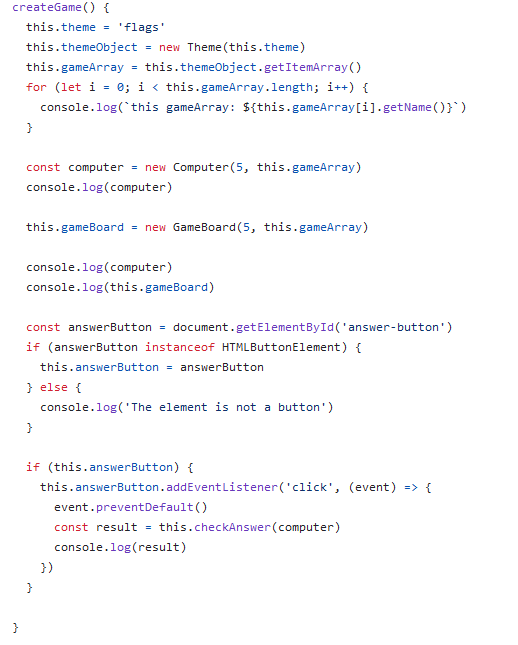 createGame() {
  this.theme = 'flags'
  this.themeObject = new Theme(this.theme)
  this.gameArray = this.themeObject.getItemArray()
  for (let i = 0; i < this.gameArray.length; i++) {
    console.log(`this gameArray: ${this.gameArray[i].getName()}`)
  }

  const computer = new Computer(5, this.gameArray)
  console.log(computer)

  this.gameBoard = new GameBoard(5, this.gameArray)

  console.log(computer)
  console.log(this.gameBoard)

  const answerButton = document.getElementById('answer-button')
  if (answerButton instanceof HTMLButtonElement) {
    this.answerButton = answerButton
  } else {
    console.log('The element is not a button')
  }

  if (this.answerButton) {
    this.answerButton.addEventListener('click', (event) => {
      event.preventDefault()
      const result = this.checkAnswer(computer)
      console.log(result)
    })
  }

}